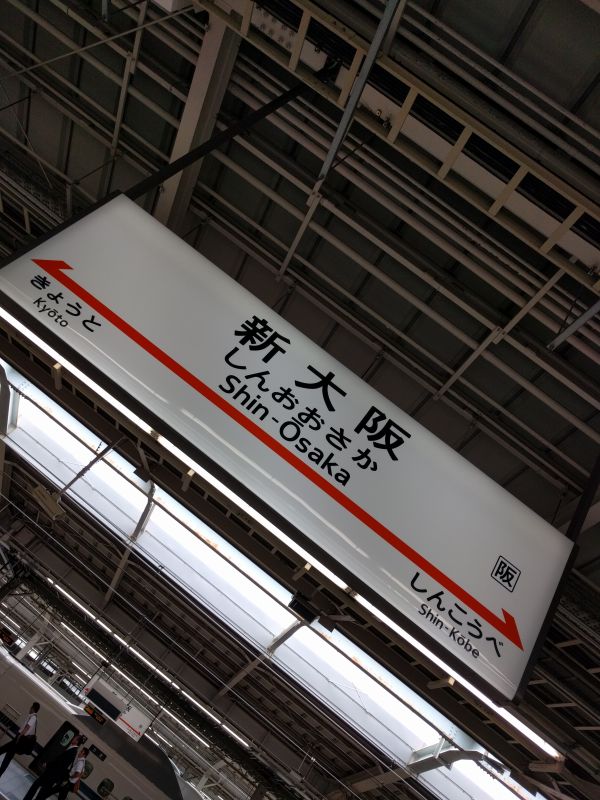 新大阪
しんおおさか
Shin-Ōsaka
きょうと
Kyōto
阪
しんこうべ
Shin-Kōbe